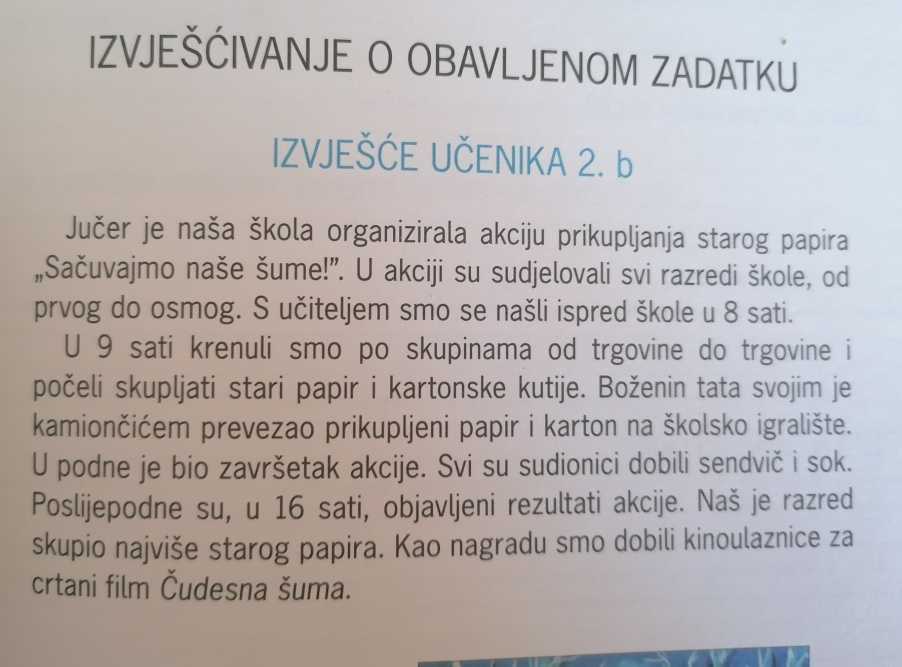 IZVJEŠĆIVANJE O OBAVLJENOM ZADATKU
IZVJEŠĆE UČENIKA 2. b
Jučer je naša škola organizirala akciju prikupljanja starog papira
„Sačuvajmo naše šume!”. U akciji su sudjelovali svi razredi škole, od
prvog do osmog. S učiteljem smo se našli ispred škole u 8 sati.
U 9 sati krenuli smo po skupinama od trgovine do trgovine i
počeli skupljati stari papir i kartonske kutije. Boženin tata svojim je
kamiončićem prevezao prikupljeni papir i karton na školsko igralište.
U podne je bio završetak akcije. Svi su sudionici dobili sendvič i sok.
Poslijepodne su, u 16 sati, objavljeni rezultati akcije. Naš je razred
skupio najviše starog papira. Kao nagradu smo dobili kinoulaznice za
crtani film Čudesna šuma.